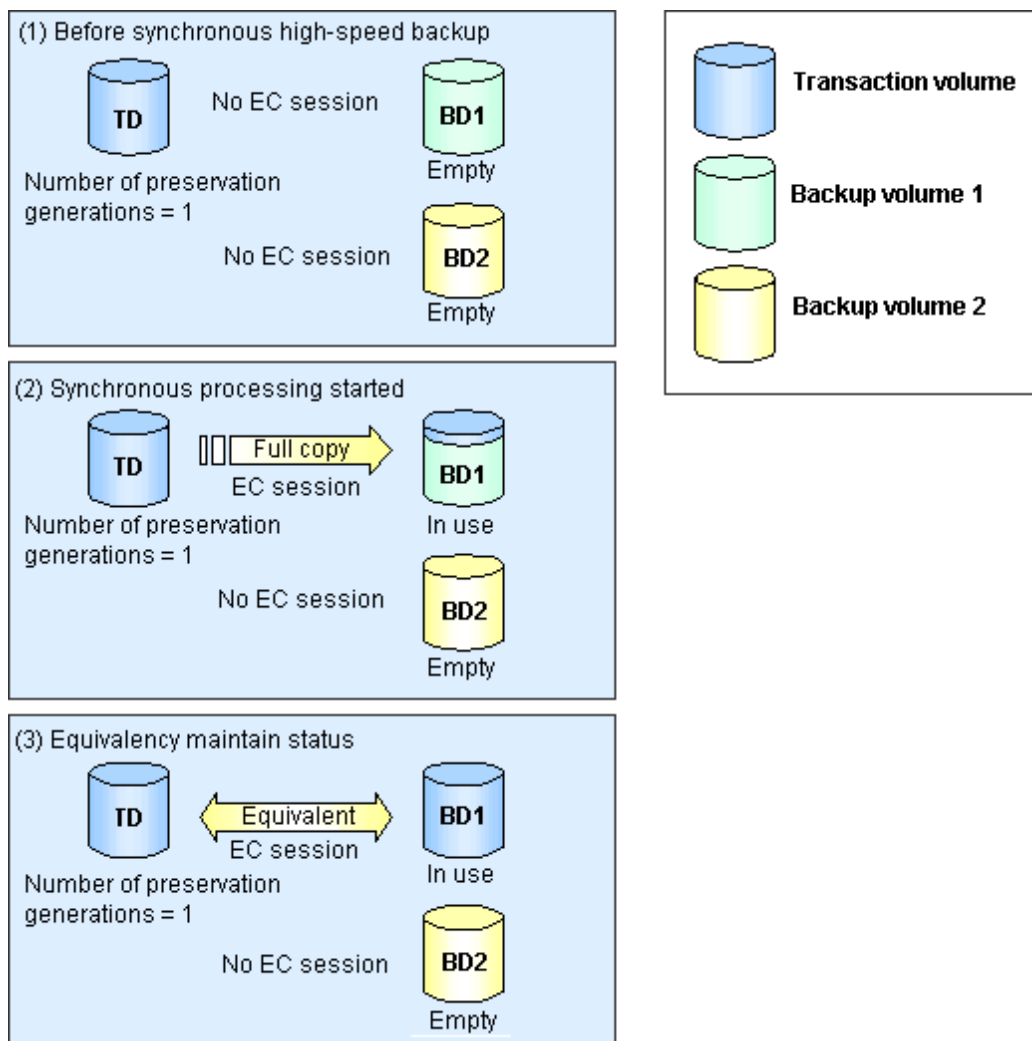 (1) Before synchronous high-speed backup
TD
No EC session
BD1
Empty
Number of preservation
generations = 1
No EC session
BD2
Empty
(2) Synchronous processing started
TD
Full copy
EC session
BD1
In use
Number of preservation
generations = 1
No EC session
BD2
Empty
(3) Equivalency maintain status
TD
Equivalent
EC session
BD1
In use
Number of preservation
generations = 1
No EC session
BD2
Empty
Transaction volume
Backup volume 1
Backup volume 2